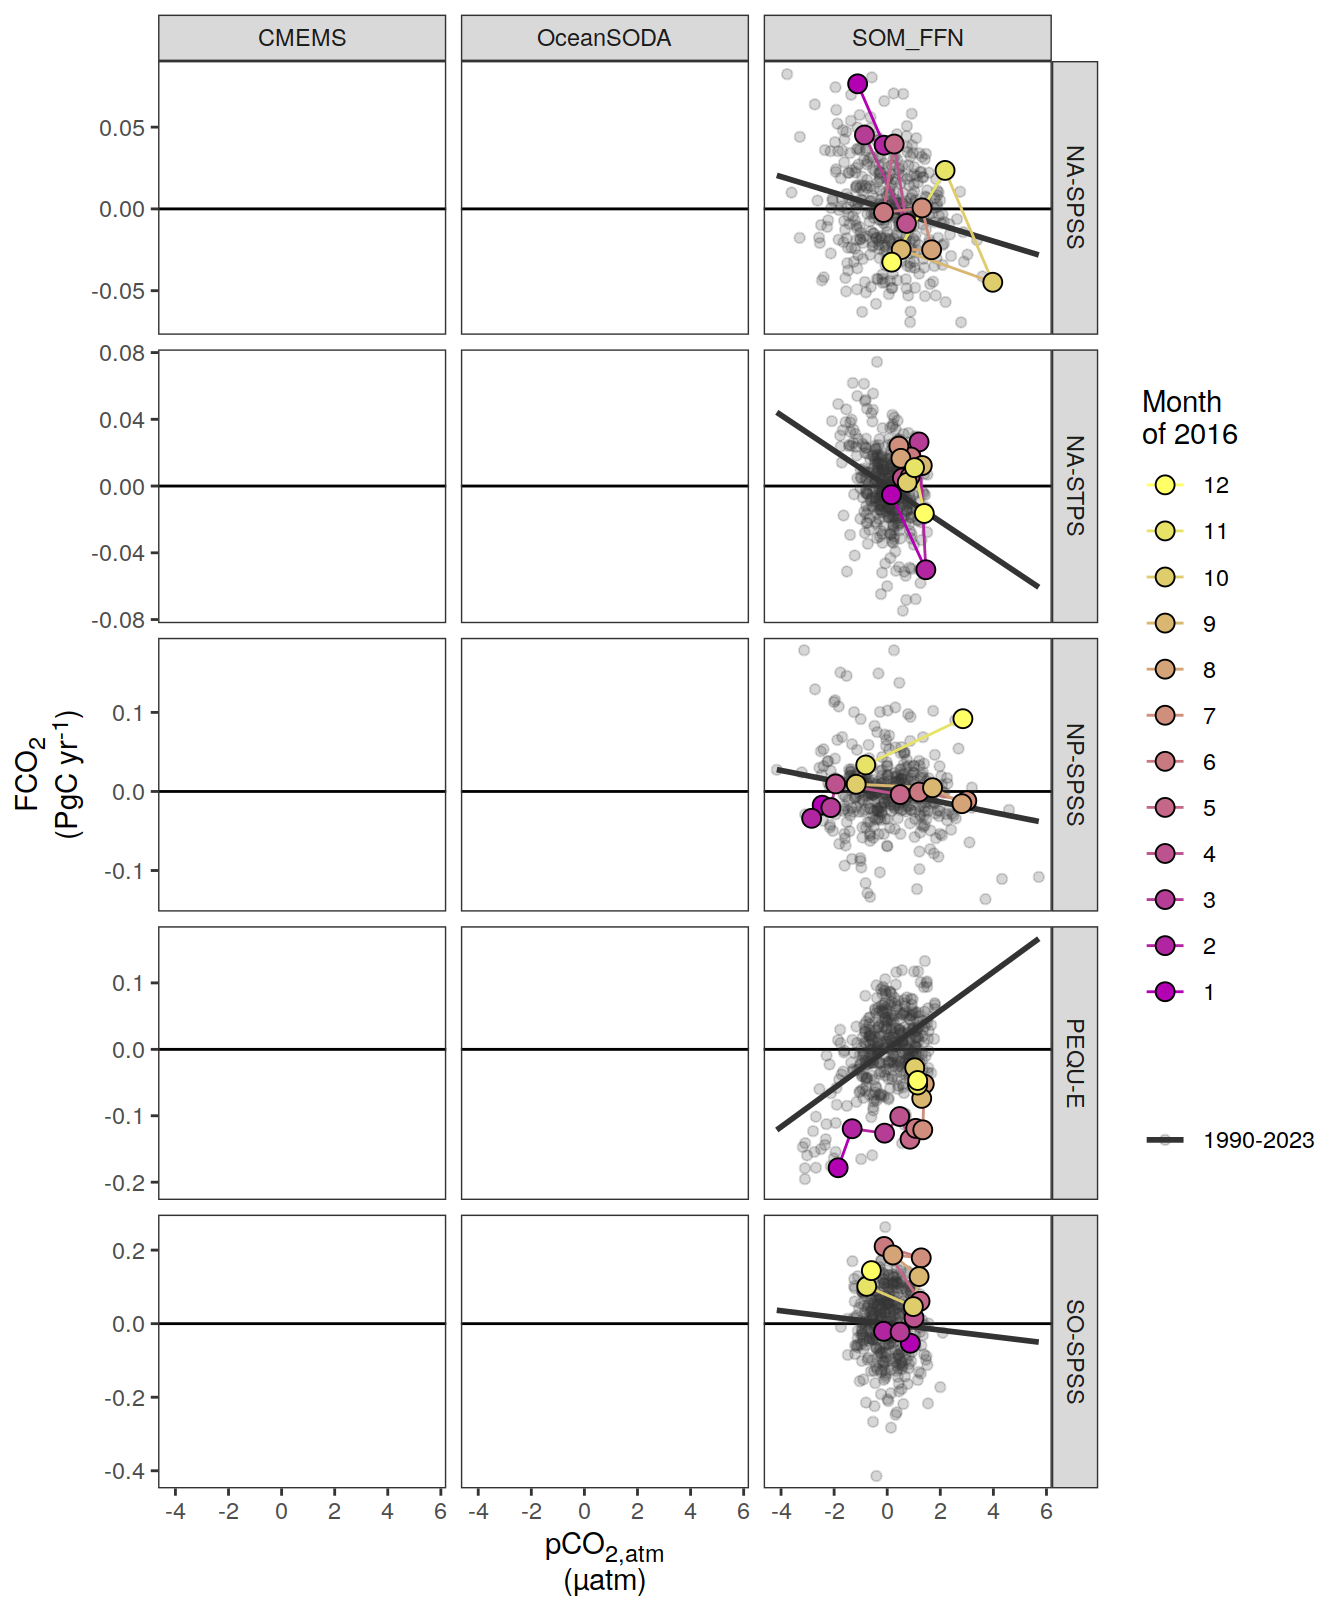 CMEMS OceanSODA SOM_FFN
0.05
0.00
-0.05
NA-SPSS
0.08
0.04
0.00
-0.04
-0.08
NA-STPS
0.1
0.0
-0.1
NP-SPSS
0.1
0.0
-0.1
-0.2
PEQU-E
0.2
0.0
-0.2
-0.4
SO-SPSS
-4 -2 0 2 4 6 -4 -2 0 2 4 6 -4 -2 0 2 4 6
pCO2,atm
(µatm)
FCO2
(PgC yr-1)
Month
of 2016
12
11
10
9
8
7
6
5
4
3
2
1
1990-2023